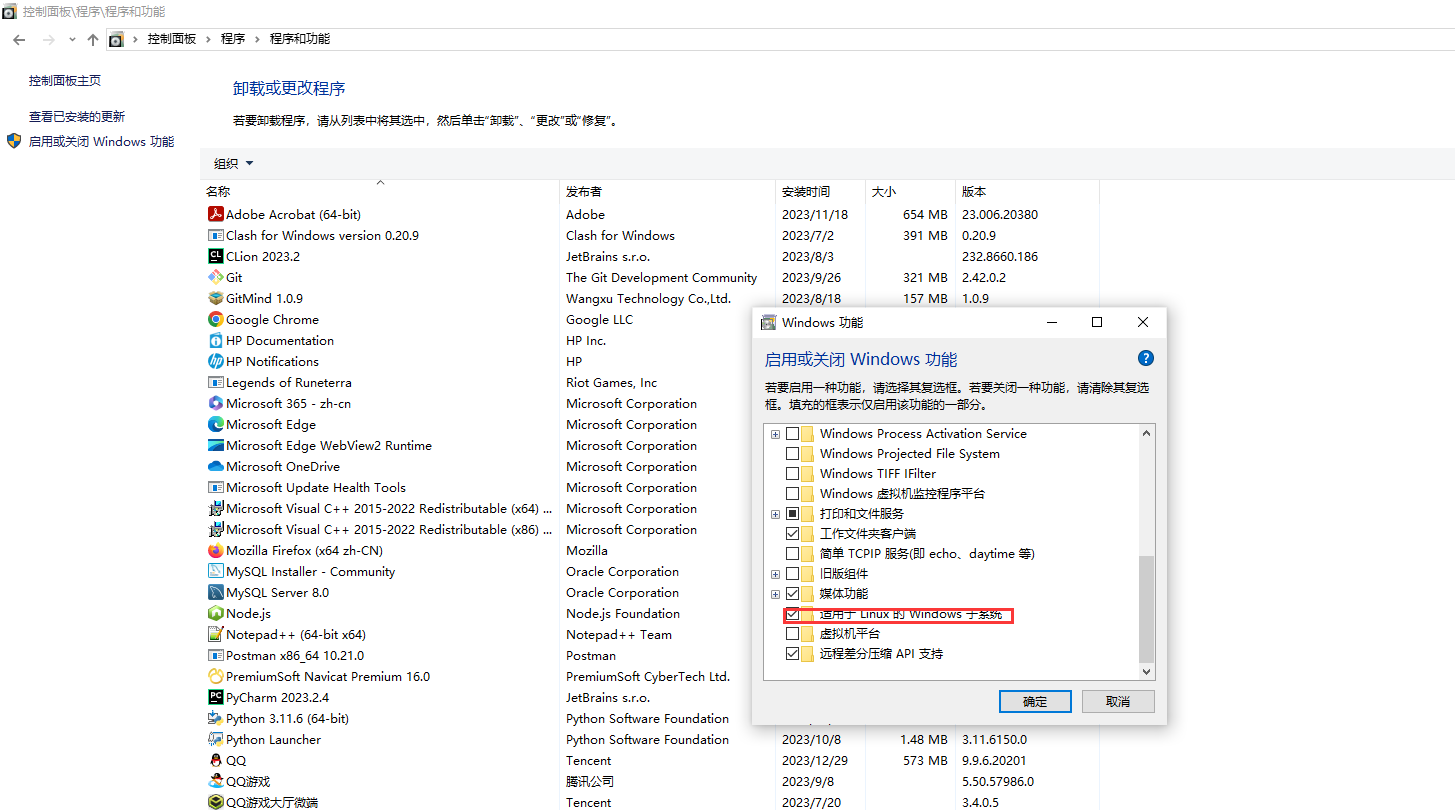 控制面板\程序\程序和功能
控制面板 程序 程序和功能
控制面板主页
查看已安装的更新
启用或关闭 Windows 功能
卸载或更改程序
若要卸载程序，请从列表中将其选中，然后单击“卸载”、“更改”或“修复”。
组织
名称 发布者 安装时间 大小 版本
Adobe Acrobat (64-bit) Adobe 2023/11/18 654 MB 23.006.20380
Clash for Windows version 0.20.9 Clash for Windows 2023/7/2 391 MB 0.20.9
CLion 2023.2 JetBrains s.r.o. 2023/8/3 232.8660.186
Git The Git Development Community 2023/9/26 321 MB 2.42.0.2
GitMind 1.0.9 Wangxu Technology Co.,Ltd. 2023/8/18 157 MB 1.0.9
Google Chrome Google LLC
HP Documentation HP Inc.
HP Notifications HP
Legends of Runeterra Riot Games, Inc
Microsoft 365 - zh-cn Microsoft Corporation
Microsoft Edge Microsoft Corporation
Microsoft Edge WebView2 Runtime Microsoft Corporation
Microsoft OneDrive Microsoft Corporation
Microsoft Update Health Tools Microsoft Corporation
Microsoft Visual C++ 2015-2022 Redistributable (x64) ... Microsoft Corporation
Microsoft Visual C++ 2015-2022 Redistributable (x86) ... Microsoft Corporation
Mozilla Firefox (x64 zh-CN) Mozilla
MySQL Installer - Community Oracle Corporation
MySQL Server 8.0 Oracle Corporation
Node.js Node.js Foundation
Notepad++ (64-bit x64) Notepad++ Team
Postman x86_64 10.21.0 Postman
PremiumSoft Navicat Premium 16.0 PremiumSoft CyberTech Ltd.
PyCharm 2023.2.4 JetBrains s.r.o.
Python 3.11.6 (64-bit) Python Software Foundation
Python Launcher Python Software Foundation 2023/10/8 1.48 MB 3.11.6150.0
QQ Tencent 2023/12/29 573 MB 9.9.6.20201
QQ游戏 腾讯公司 2023/9/8 5.50.57986.0
QQ游戏大厅微端 Tencent 2023/7/20 3.4.0.5
Windows 功能
启用或关闭 Windows 功能
若要启用一种功能，请选择其复选框。若要关闭一种功能，请清除其复选
框。填充的框表示仅启用该功能的一部分。
Windows Process Activation Service
Windows Projected File System
Windows TIFF IFilter
Windows 虚拟机监控程序平台
打印和文件服务
工作文件夹客户端
简单 TCPIP 服务(即 echo、daytime 等)
旧版组件
媒体功能
适用于 Linux 的 Windows 子系统
虚拟机平台
远程差分压缩 API 支持
确定 取消